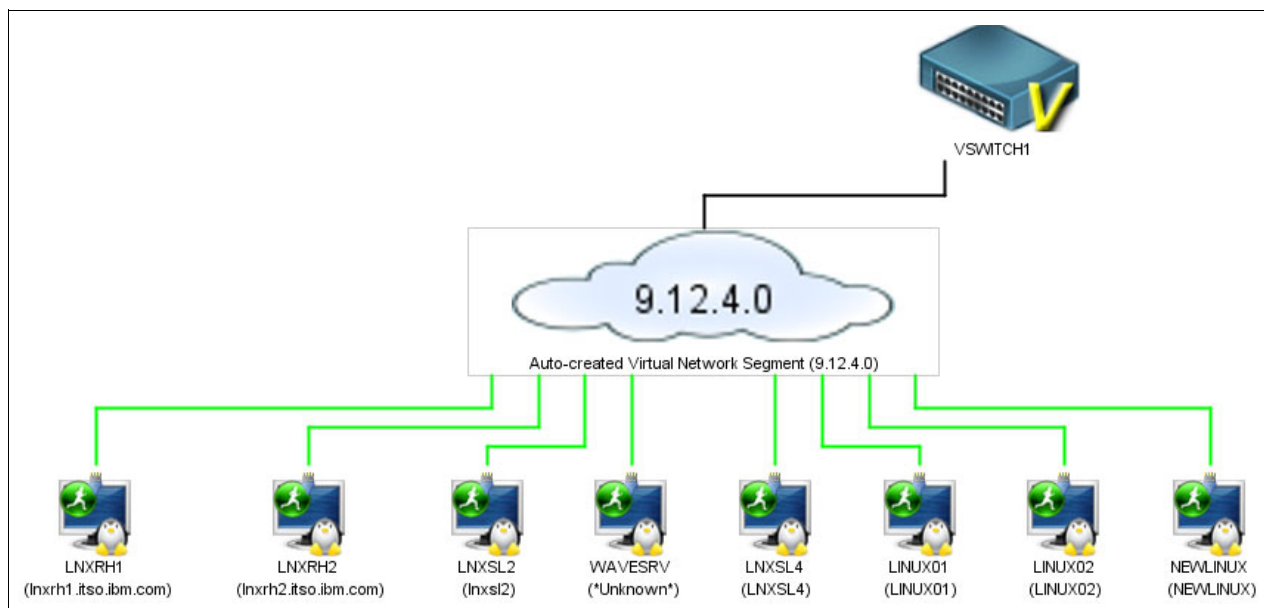 V
VSWITCH1
9.12.4.0
Auto-created Virtual Network Segment (9.12.4.0)
LNXRH1
(lnxrh1.itso.ibm.com)
LNXRH2
(lnxrh2.itso.ibm.com)
LNXSL2
(lnxsl2)
WAVESRV
(*Unknown*)
LNXSL4
(LNXSL4)
LINUX01
(LINUX01)
LINUX02
(LINUX02)
NEWLINUX
(NEWLINUX)